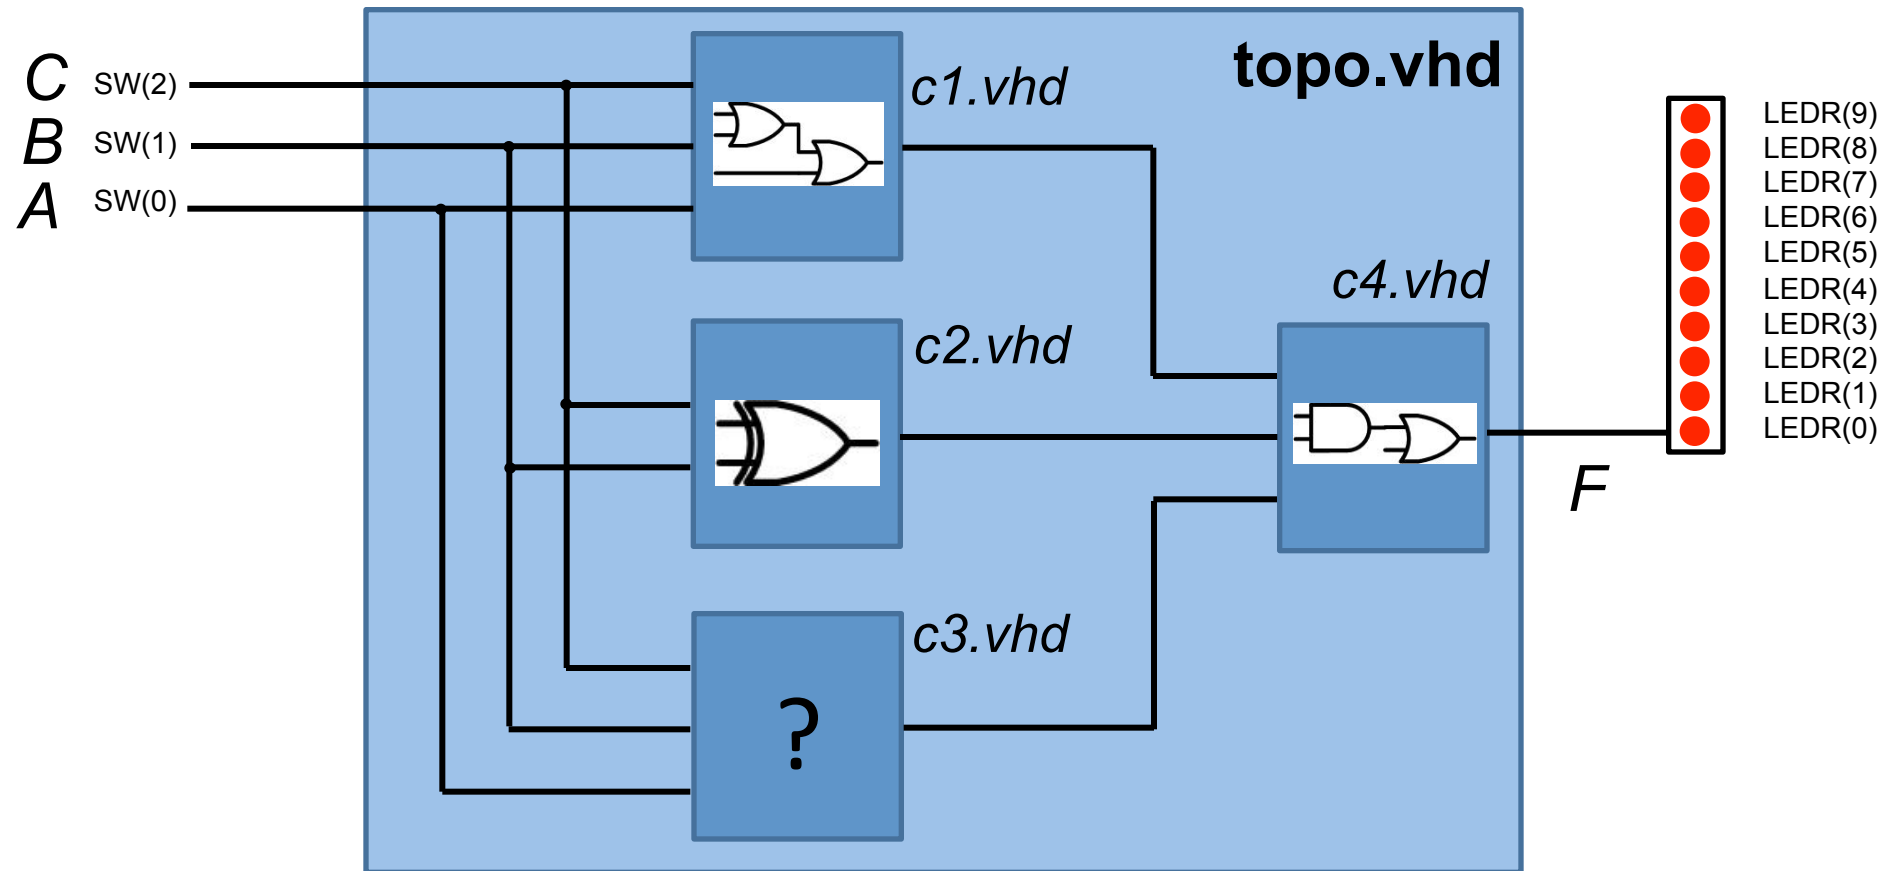 topo.vhd
C SW(2)
B SW(1)
A SW(0)
c1.vhd
c2.vhd
c3.vhd
?
c4.vhd
F
LEDR(9)
LEDR(8)
LEDR(7)
LEDR(6)
LEDR(5)
LEDR(4)
LEDR(3)
LEDR(2)
LEDR(1)
LEDR(0)